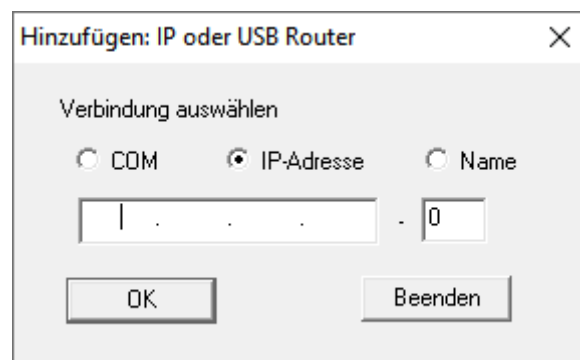 Hinzufügen: IP oder USB Router
Verbindung auswählen
COM IP-Adresse Name
. . . - 0
OK Beenden